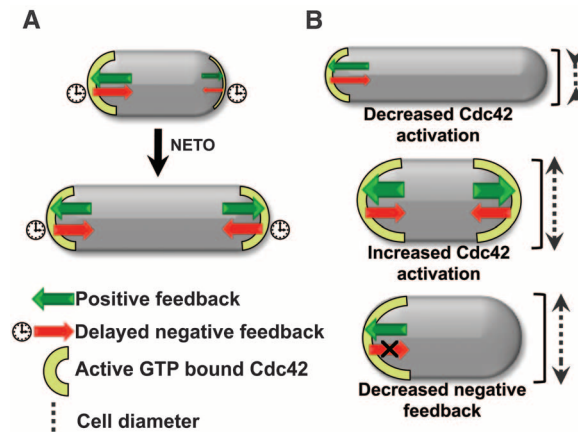 A
NETO
Positive feedback
Delayed negative feedback
Active GTP bound Cdc42
Cell diameter
B
Decreased Cdc42
activation
Increased Cdc42
activation
Decreased negative
feedback